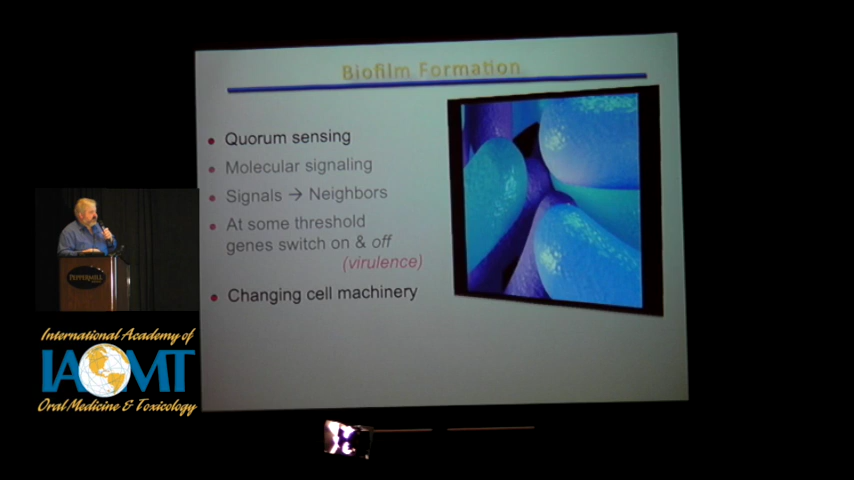 Biofilm Formation
Quorum sensing
Molecular signaling
Signals → Neighbors
At some threshold
genes switch on & off
(virulence)
Changing cell machinery
PEPPERMILL
International Academy of
IAOMT
Oral Medicine & Toxicology